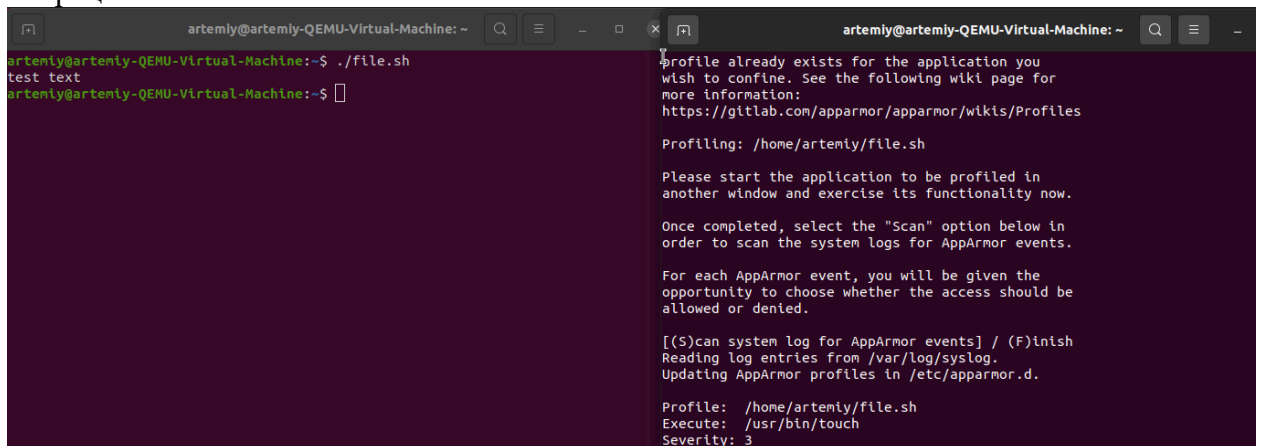 artemiy@artemiy-QEMU-Virtual-Machine: ~
artemiy@artemiy-QEMU-Virtual-Machine:~$ ./file.sh
test text
artemiy@artemiy-QEMU-Virtual-Machine:~$
artemiy@artemiy-QEMU-Virtual-Machine: ~
profile already exists for the application you
wish to confine. See the following wiki page for
more information:
https://gitlab.com/apparmor/apparmor/wikis/Profiles
Profiling: /home/artemiy/file.sh
Please start the application to be profiled in
another window and exercise its functionality now.
Once completed, select the "Scan" option below in
order to scan the system logs for AppArmor events.
For each AppArmor event, you will be given the
opportunity to choose whether the access should be
allowed or denied.
[(S)can system log for AppArmor events] / (F)inish
Reading log entries from /var/log/syslog.
Updating AppArmor profiles in /etc/apparmor.d.
Profile:  /home/artemiy/file.sh
Execute:  /usr/bin/touch
Severity: 3